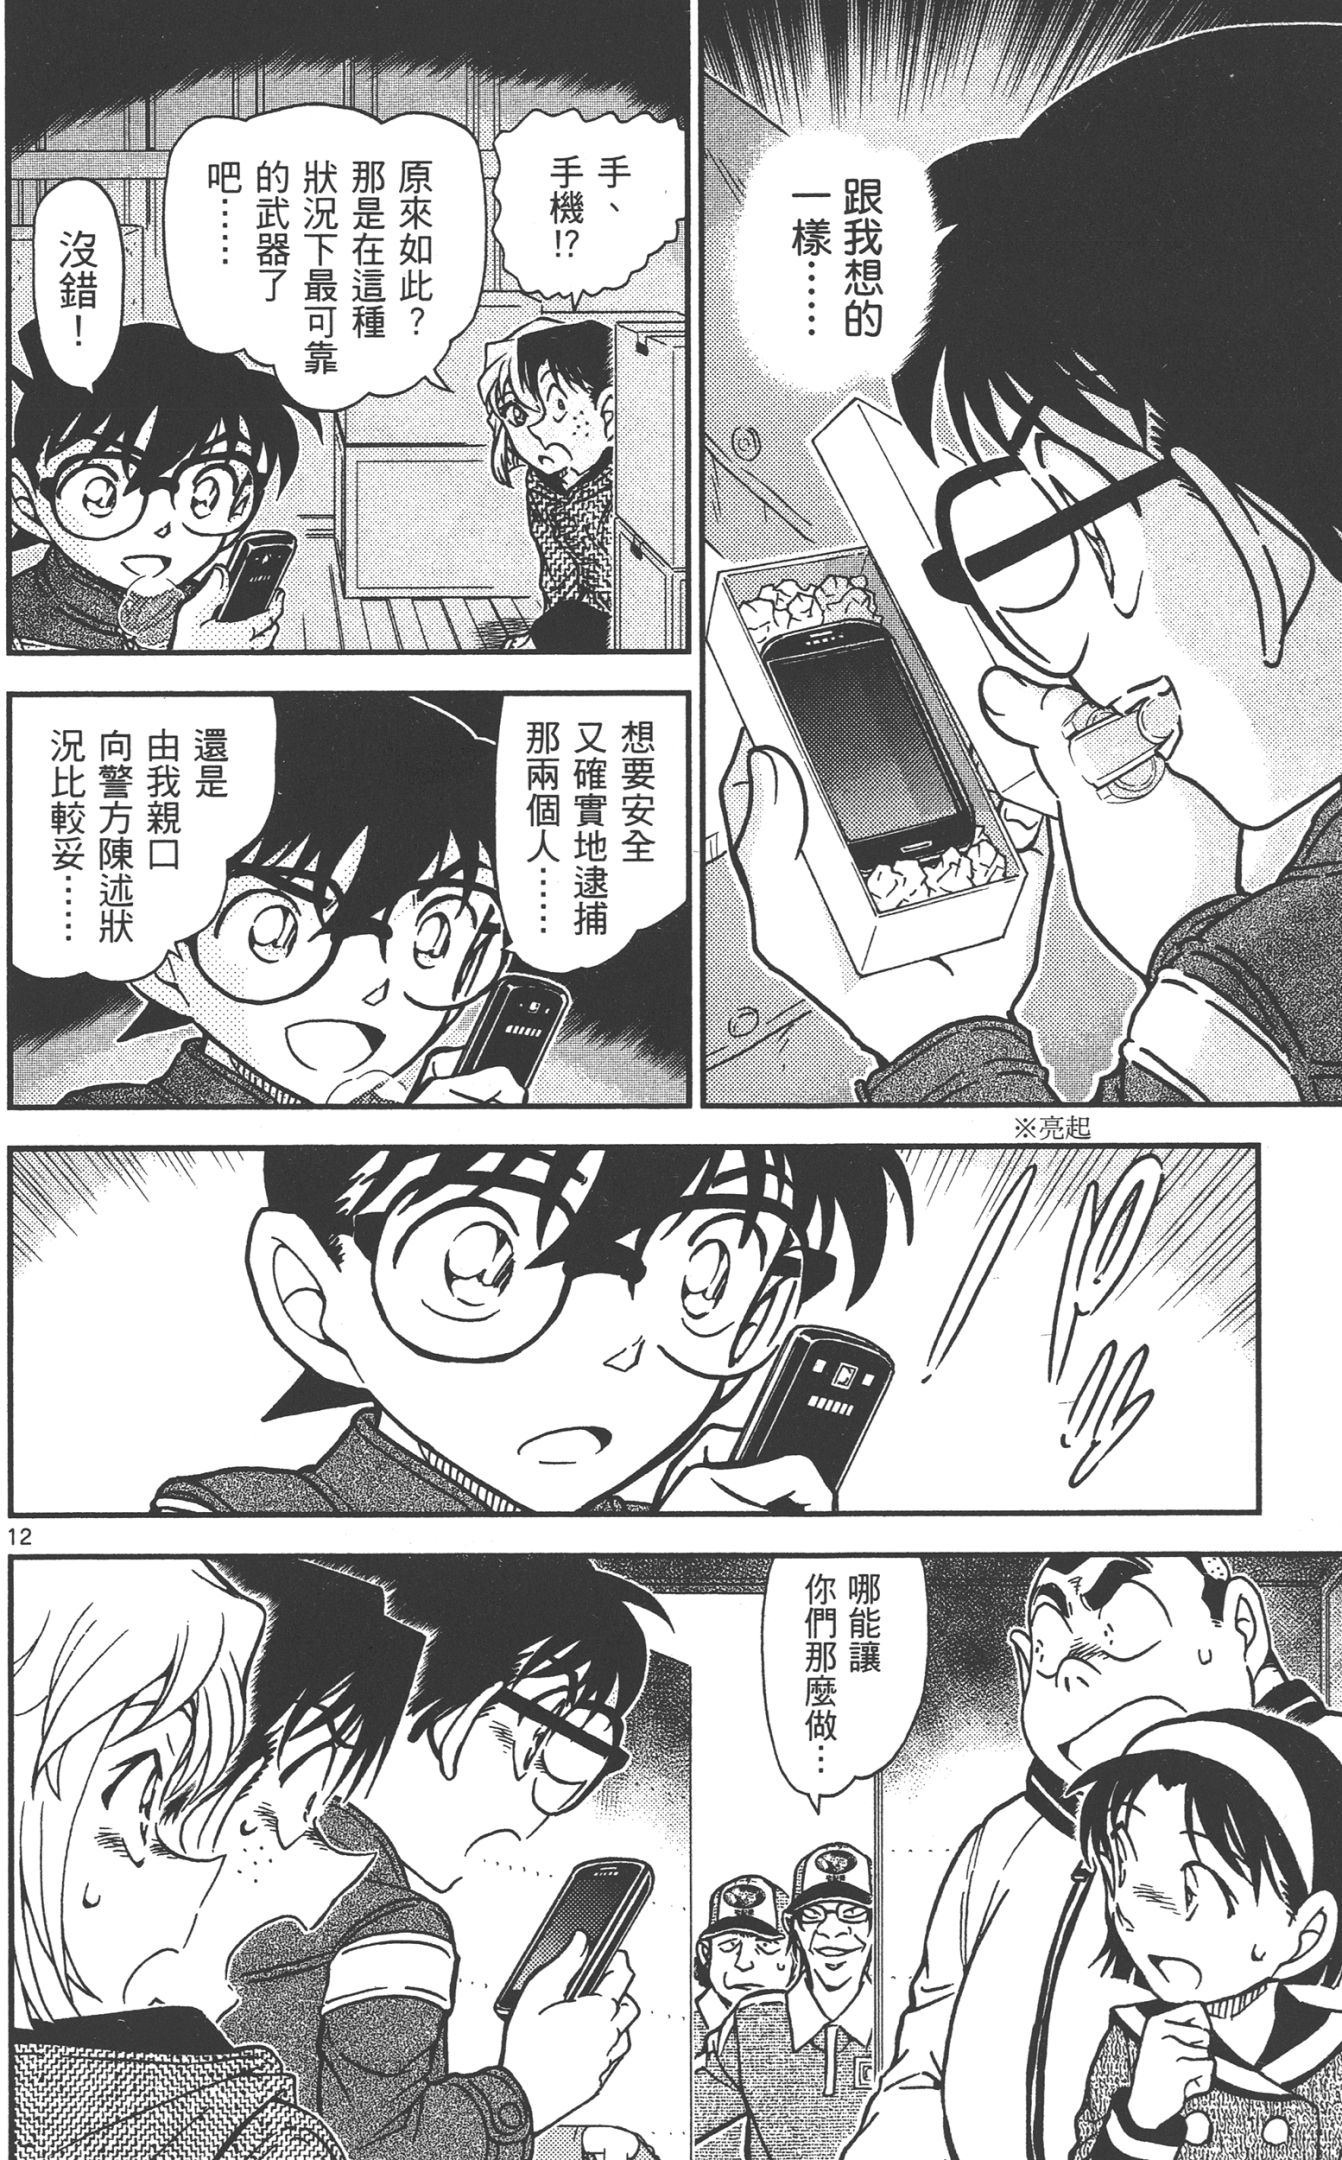 跟我想的
一樣……
手、
手機!?
原來如此？
那是在這種
狀況下最可靠
的武器了
吧……
沒錯！
想要安全
又確實地逮捕
那兩個人……
還是
由我親口
向警方陳述狀
況比較妥……
※亮起
12
哪能讓
你們那麼做…